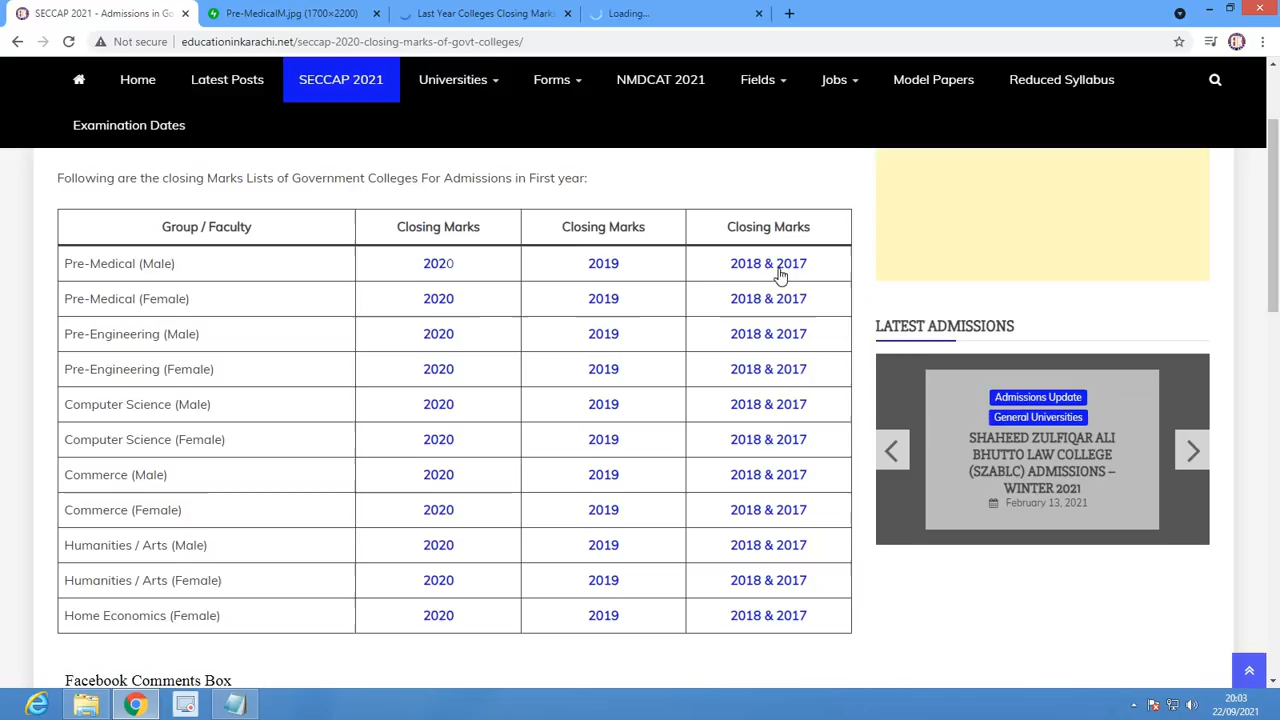 SECCAP 2021 - Admissions in Go
Pre-MedicalM.jpg (1700×2200)
Last Year Colleges Closing Marks
Loading...
Not secure
educationinkarachi.net/seccap-2020-closing-marks-of-govt-colleges/
Home
Latest Posts
SECCAP 2021
Universities
Forms
NMDCAT 2021
Fields
Jobs
Model Papers
Reduced Syllabus
Examination Dates
Following are the closing Marks Lists of Government Colleges For Admissions in First year:
Group / Faculty Closing Marks Closing Marks Closing Marks
Pre-Medical (Male) 2020 2019 2018 & 2017
Pre-Medical (Female) 2020 2019 2018 & 2017
Pre-Engineering (Male) 2020 2019 2018 & 2017
Pre-Engineering (Female) 2020 2019 2018 & 2017
Computer Science (Male) 2020 2019 2018 & 2017
Computer Science (Female) 2020 2019 2018 & 2017
Commerce (Male) 2020 2019 2018 & 2017
Commerce (Female) 2020 2019 2018 & 2017
Humanities / Arts (Male) 2020 2019 2018 & 2017
Humanities / Arts (Female) 2020 2019 2018 & 2017
Home Economics (Female) 2020 2019 2018 & 2017
Facebook Comments Box
LATEST ADMISSIONS
Admissions Update
General Universities
SHAHEED ZULFIQAR ALI
BHUTTO LAW COLLEGE
(SZABLC) ADMISSIONS –
WINTER 2021
February 13, 2021
20:03
22/09/2021